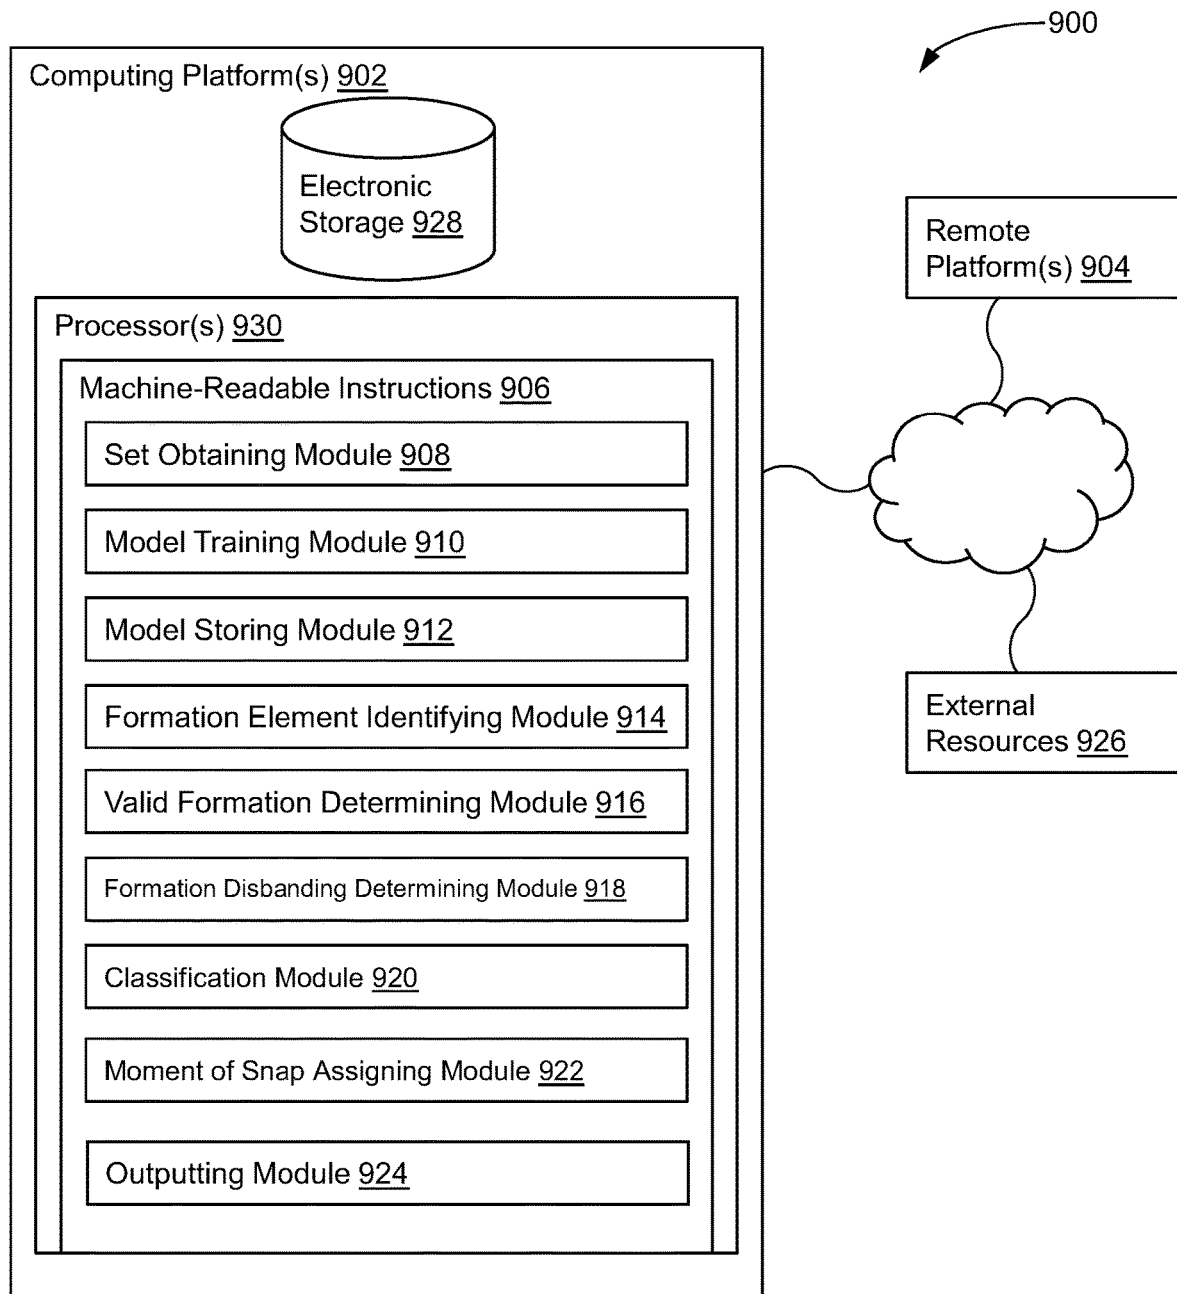 900
Computing Platform(s) 902
Electronic
Storage 928
Remote
Platform(s) 904
Processor(s) 930
Machine-Readable Instructions 906
Set Obtaining Module 908
Model Training Module 910
Model Storing Module 912
Formation Element Identifying Module 914
External
Resources 926
Valid Formation Determining Module 916
Formation Disbanding Determining Module 918
Classification Module 920
Moment of Snap Assigning Module 922
Outputting Module 924